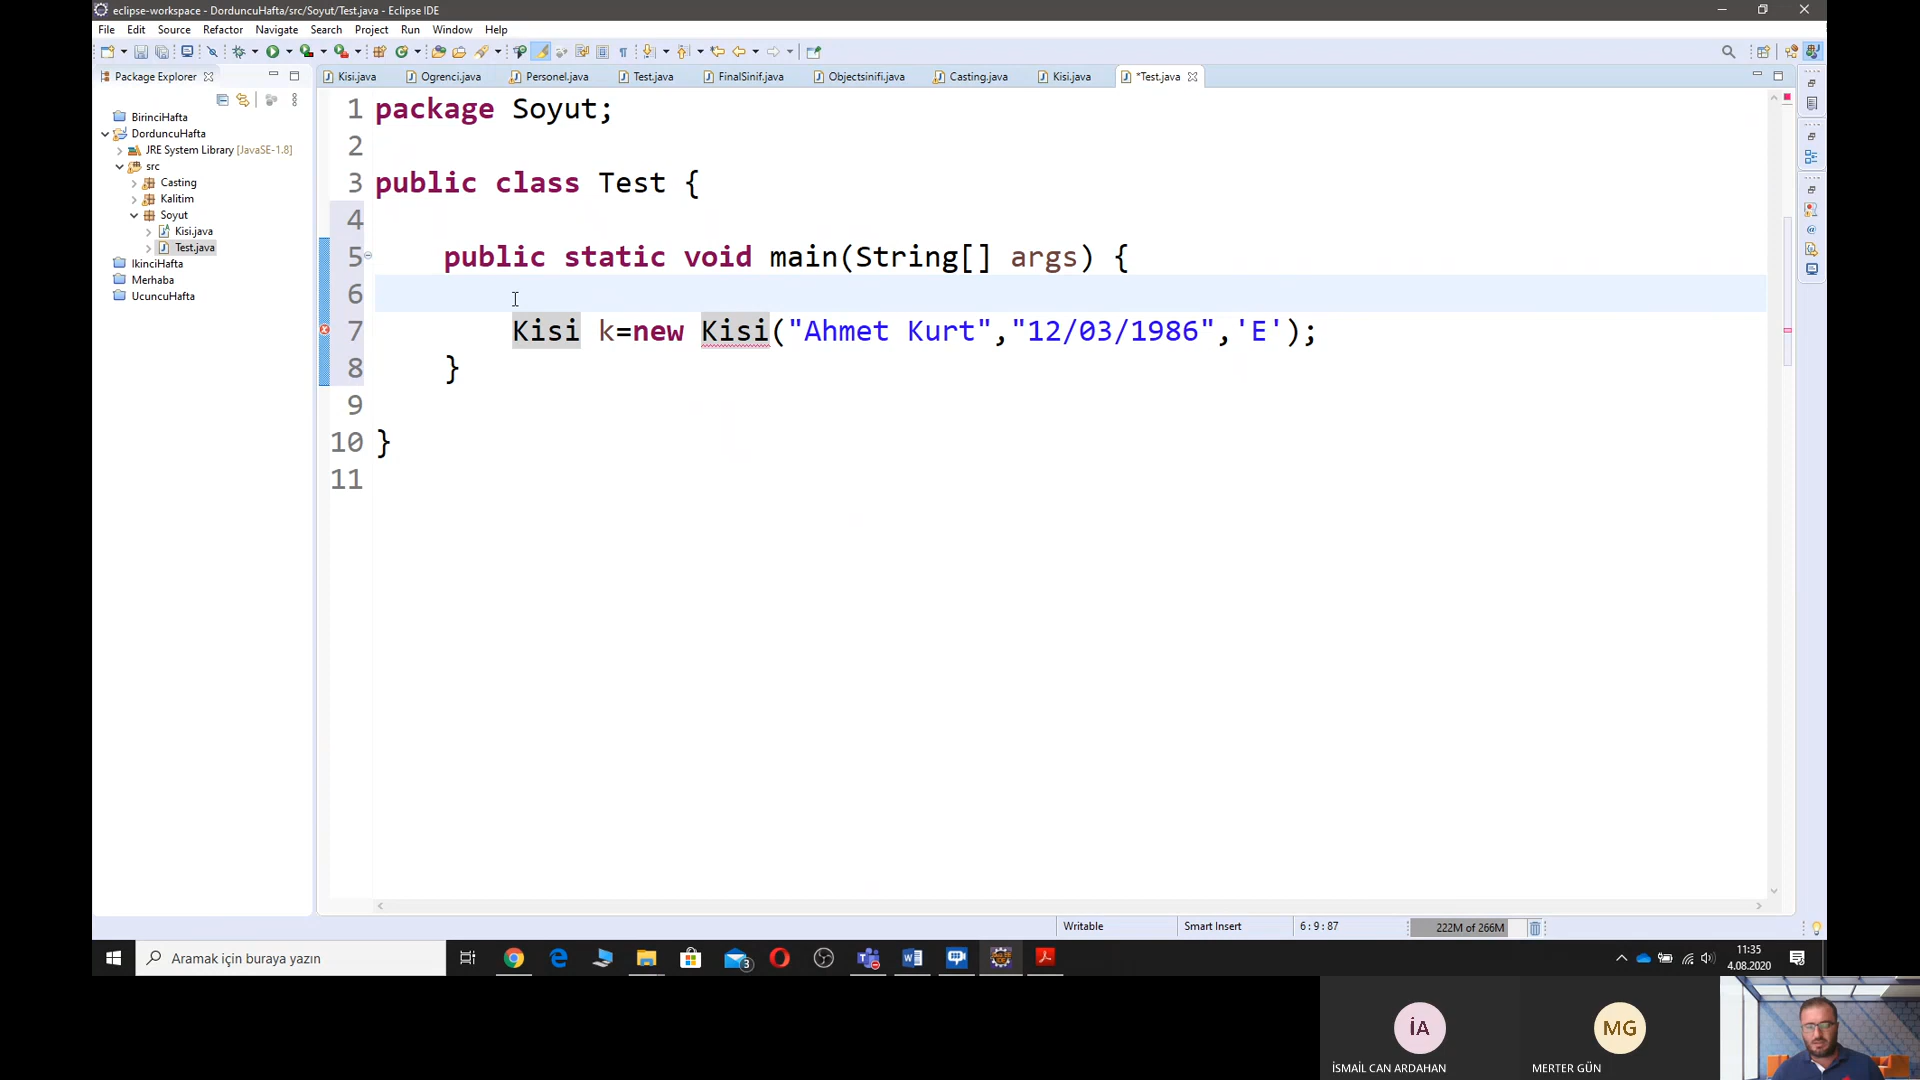 eclipse-workspace - DorduncuHafta/src/Soyut/Test.java - Eclipse IDE
File Edit Source Refactor Navigate Search Project Run Window Help
Package Explorer
Kisi.java Ogrenci.java Personel.java Test.java FinalSinif.java Objectsinifi.java Casting.java Kisi.java *Test.java
BirinciHafta
DorduncuHafta
JRE System Library [JavaSE-1.8]
src
Casting
Kalitim
Soyut
Kisi.java
Test.java
IkinciHafta
Merhaba
UcuncuHafta
1 package Soyut;
2
3 public class Test {
4
5 public static void main(String[] args) {
6
7 Kisi k=new Kisi("Ahmet Kurt","12/03/1986",'E');
8 }
9
10 }
11
Writable Smart Insert 6 : 9 : 87 222M of 266M
Aramak için buraya yazın
3
11:35
4.08.2020
İA
İSMAİL CAN ARDAHAN
MG
MERTER GÜN